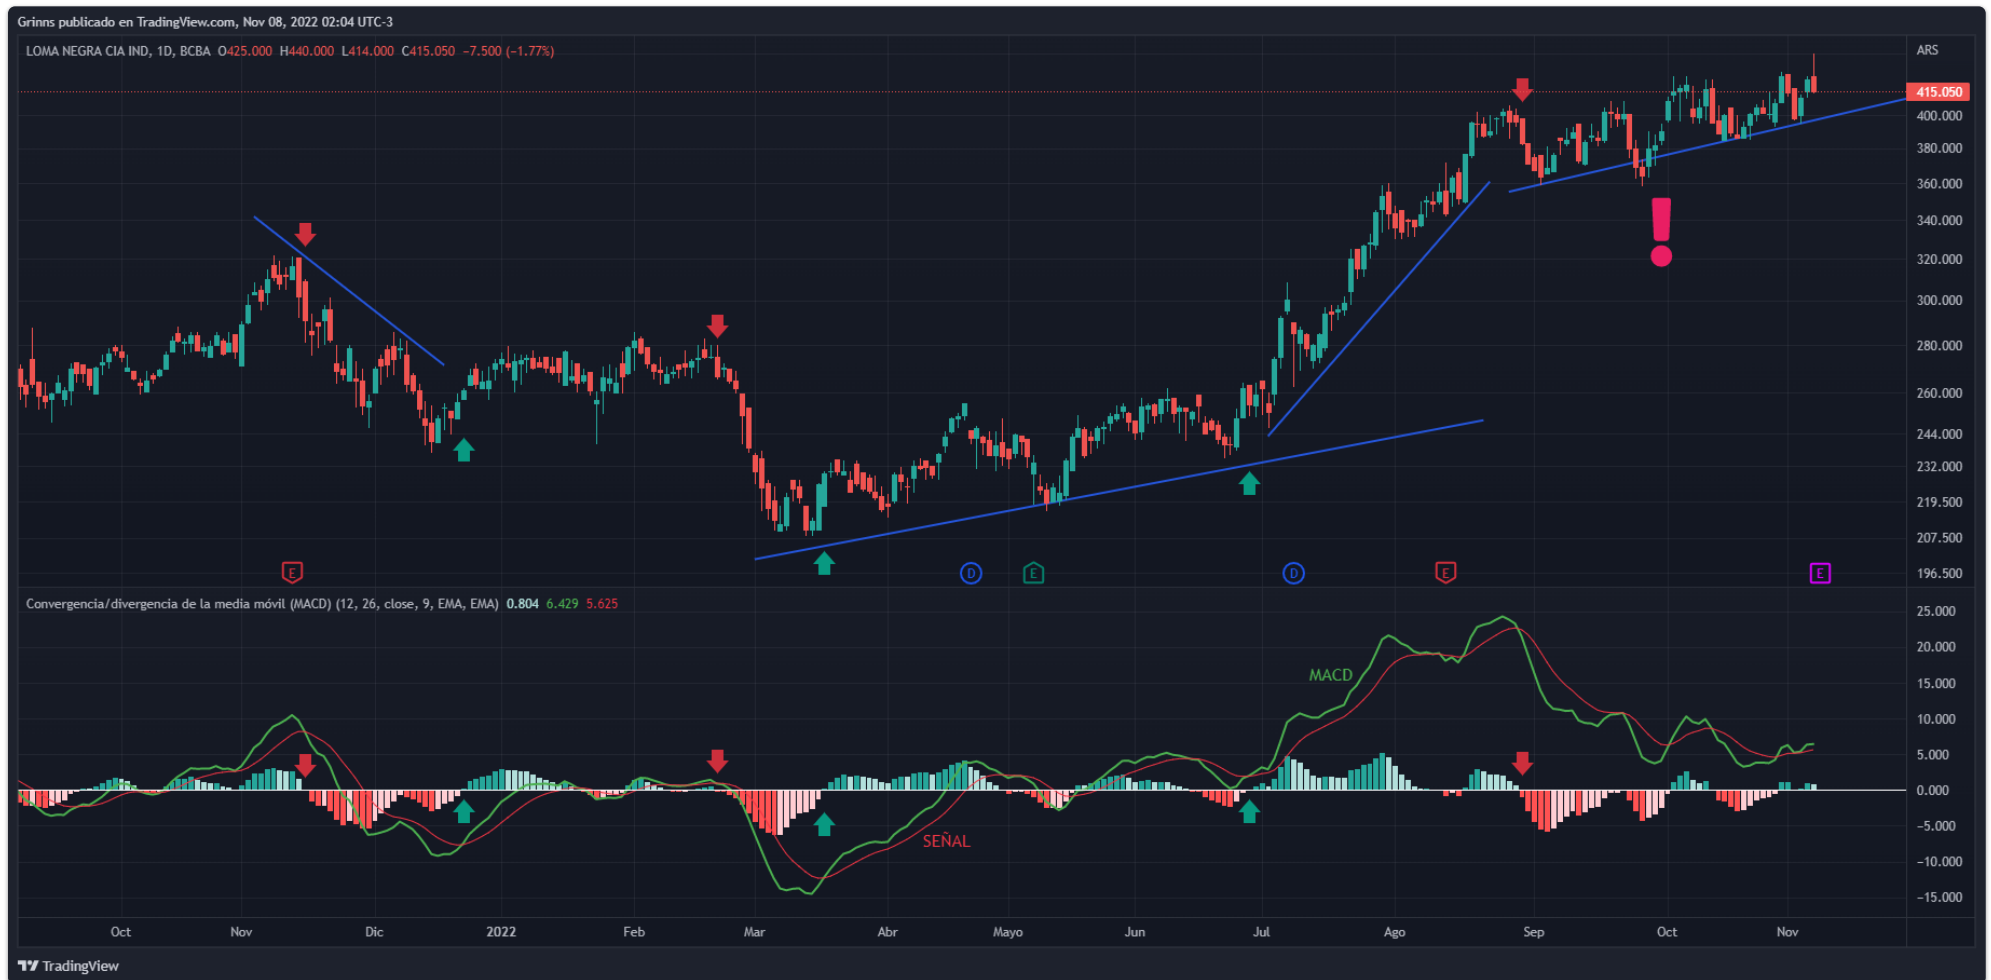 Grinns publicado en TradingView.com, Nov 08, 2022 02:04 UTC-3
LOMA NEGRA CIA IND, 1D, BCBA O425.000 H440.000 L414.000 C415.050 −7.500 (−1.77%)
ARS
415.050
400.000
380.000
360.000
340.000
320.000
300.000
280.000
260.000
244.000
232.000
219.500
207.500
196.500
E
D
E
D
E
E
Convergencia/divergencia de la media móvil (MACD) (12, 26, close, 9, EMA, EMA) 0.804 6.429 5.625
MACD
SEÑAL
25.000
20.000
15.000
10.000
5.000
0.000
−5.000
−10.000
−15.000
Oct Nov Dic 2022 Feb Mar Abr Mayo Jun Jul Ago Sep Oct Nov
TradingView